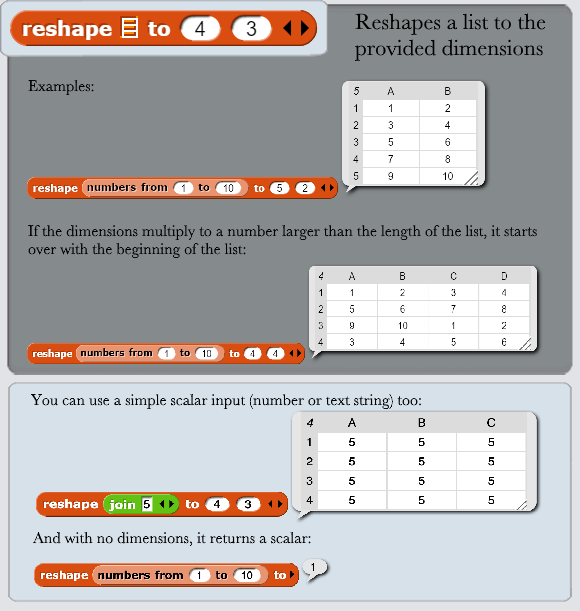 reshape to 4 3
Reshapes a list to the
provided dimensions
Examples:
5 A B
1 1 2
2 3 4
3 5 6
4 7 8
5 9 10
reshape numbers from 1 to 10 to 5 2
If the dimensions multiply to a number larger than the length of the list, it starts
over with the beginning of the list:
4 A B C D
1 1 2 3 4
2 5 6 7 8
3 9 10 1 2
4 3 4 5 6
reshape numbers from 1 to 10 to 4 4
You can use a simple scalar input (number or text string) too:
4 A B C
1 5 5 5
2 5 5 5
3 5 5 5
4 5 5 5
reshape join 5 to 4 3
And with no dimensions, it returns a scalar:
reshape numbers from 1 to 10 to
1